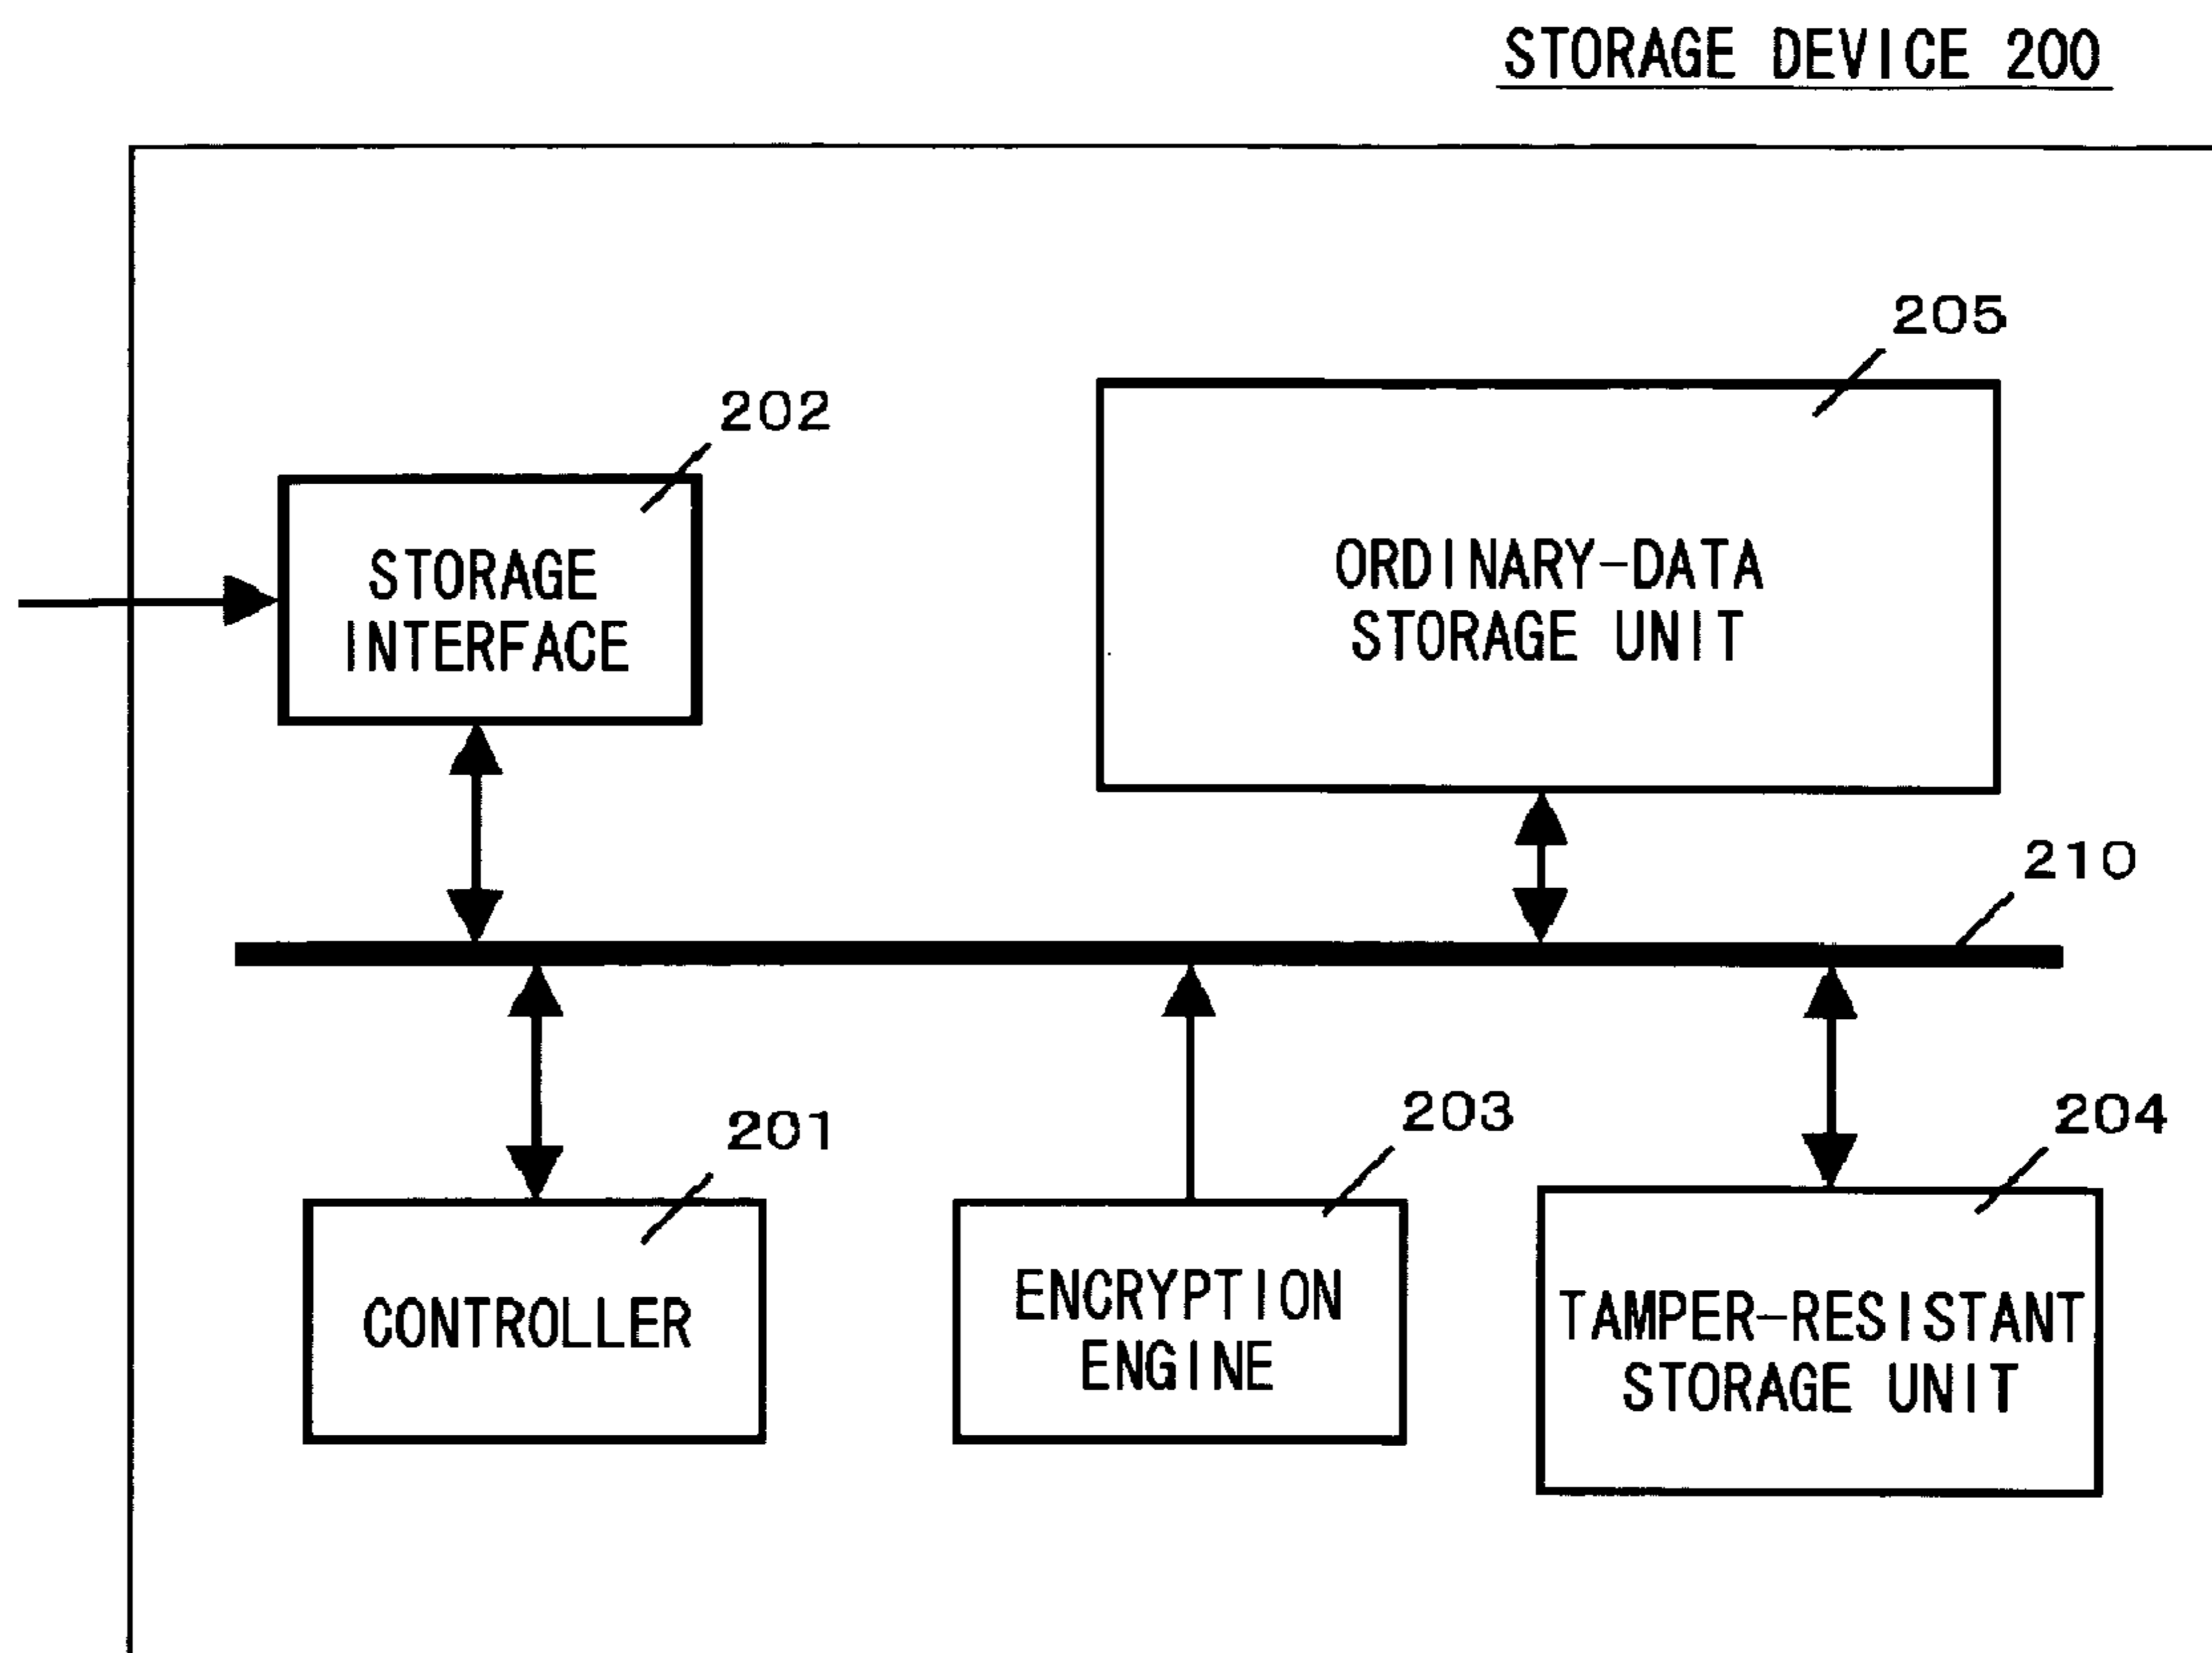 STORAGE DEVICE 200
205
202
STORAGE
INTERFACE
ORDINARY-DATA
STORAGE UNIT
210
201
203
204
CONTROLLER
ENCRYPTION
ENGINE
TAMPER-RESISTANT
STORAGE UNIT